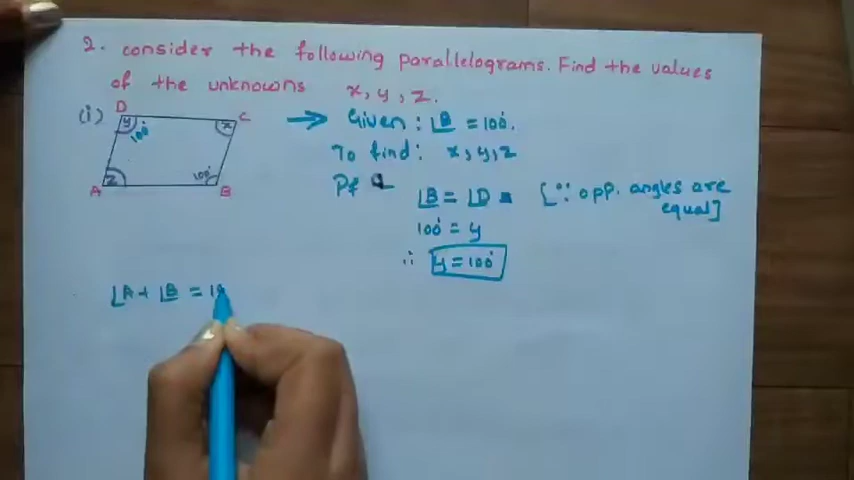 2. consider the following parallelograms. Find the values
of the unknowns x, y, z.
(i) D C → Given : ∠B = 100°.
y 100° x
To find : x, y, z
z 100° Pf
A B ∠B = ∠D = [∵ opp. angles are
equal]
100° = y
∴ y = 100°
∠A + ∠B = 18